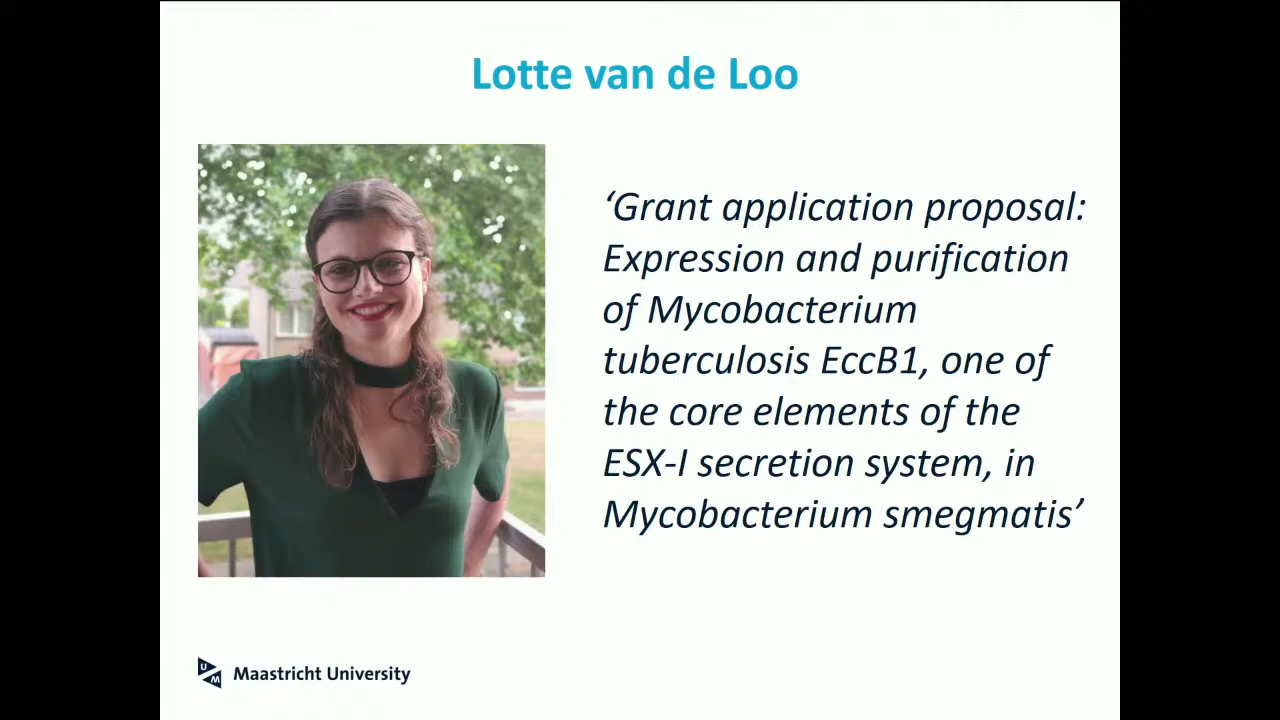 Lotte van de Loo
‘Grant application proposal:
Expression and purification
of Mycobacterium
tuberculosis EccB1, one of
the core elements of the
ESX-I secretion system, in
Mycobacterium smegmatis’
UM
Maastricht University